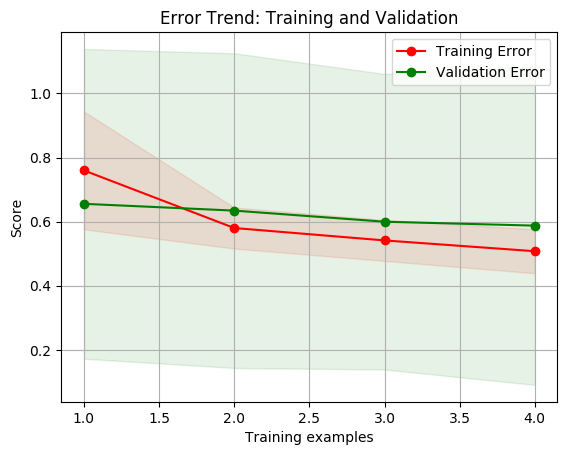 Error Trend: Training and Validation
Training Error
Validation Error
1.0
0.8
0.6
0.4
0.2
Score
1.0 1.5 2.0 2.5 3.0 3.5 4.0
Training examples